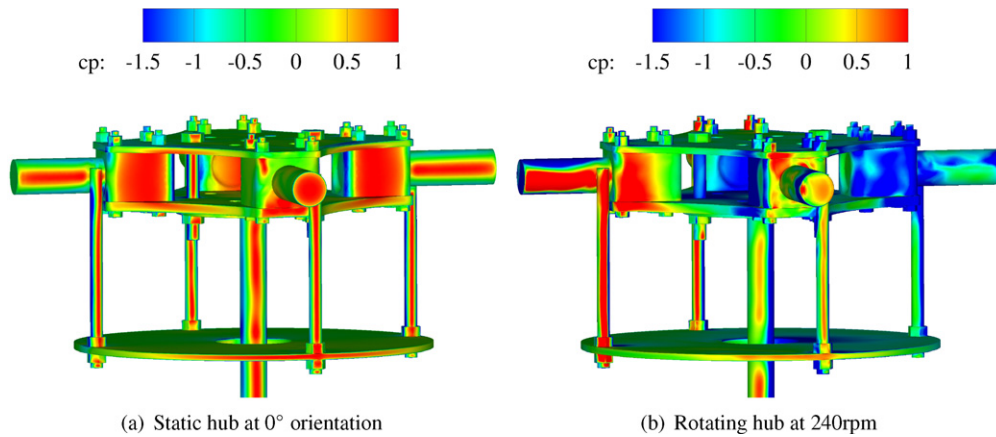 cp: -1.5 -1 -0.5 0 0.5 1
cp: -1.5 -1 -0.5 0 0.5 1
(a) Static hub at 0° orientation
(b) Rotating hub at 240rpm